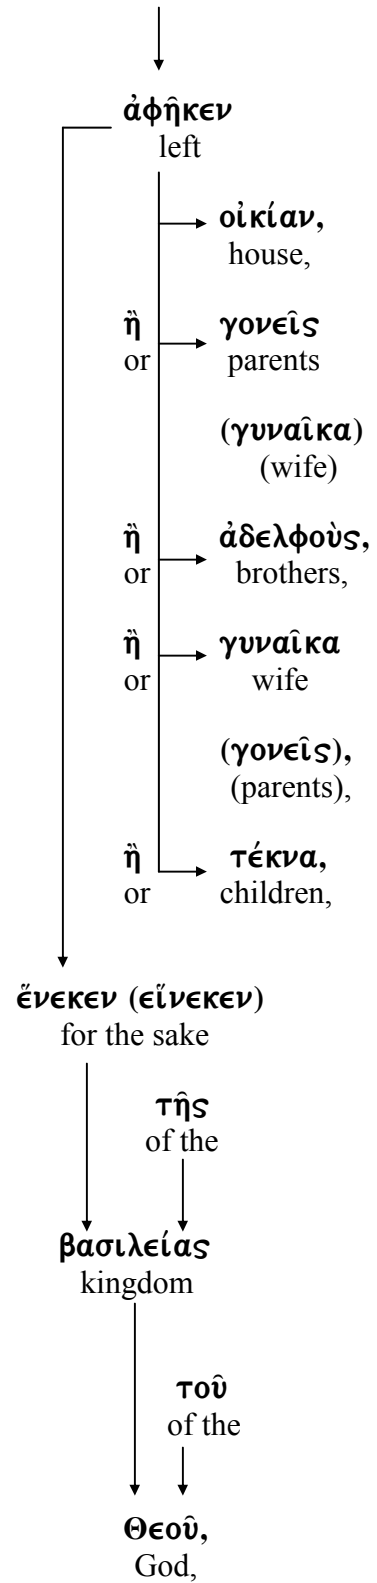 ἀφῆκεν
left
οἰκίαν,
house,
ἢ γονεῖς
or parents
(γυναῖκα)
(wife)
ἢ ἀδελφοὺς,
or brothers,
ἢ γυναῖκα
or wife
(γονεῖς),
(parents),
ἢ τέκνα,
or children,
ἕνεκεν (εἵνεκεν)
for the sake
τῆς
of the
βασιλείας
kingdom
τοῦ
of the
Θεοῦ,
God,